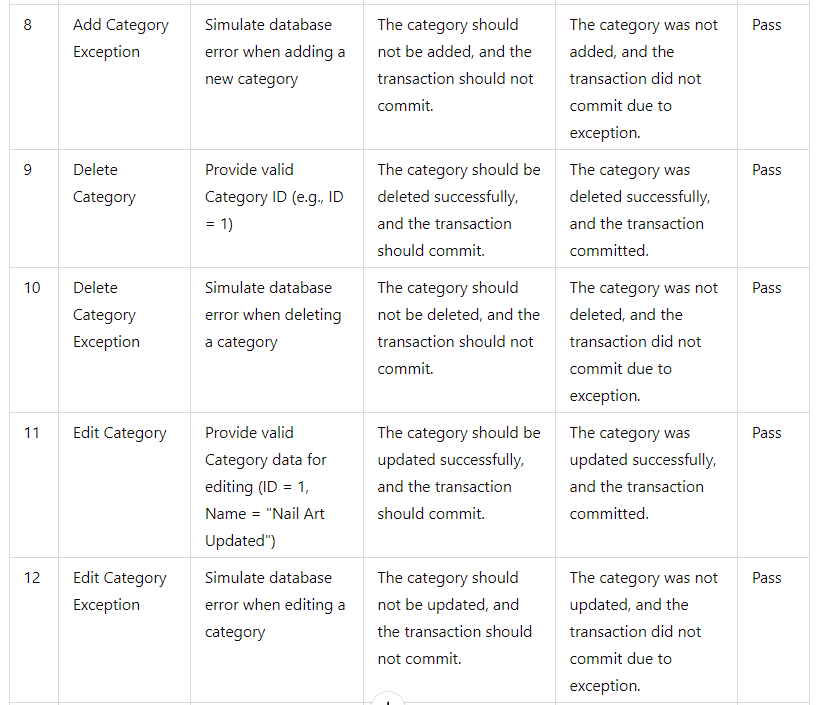 8
Add Category
Exception
Simulate database
error when adding a
new category
The category should
not be added, and the
transaction should not
commit.
The category was not
added, and the
transaction did not
commit due to
exception.
Pass
9
Delete
Category
Provide valid
Category ID (e.g., ID
= 1)
The category should be
deleted successfully,
and the transaction
should commit.
The category was
deleted successfully,
and the transaction
committed.
Pass
10
Delete
Category
Exception
Simulate database
error when deleting
a category
The category should
not be deleted, and the
transaction should not
commit.
The category was not
deleted, and the
transaction did not
commit due to
exception.
Pass
11
Edit Category
Provide valid
Category data for
editing (ID = 1,
Name = "Nail Art
Updated")
The category should be
updated successfully,
and the transaction
should commit.
The category was
updated successfully,
and the transaction
committed.
Pass
12
Edit Category
Exception
Simulate database
error when editing a
category
The category should
not be updated, and
the transaction should
not commit.
The category was not
updated, and the
transaction did not
commit due to
exception.
Pass